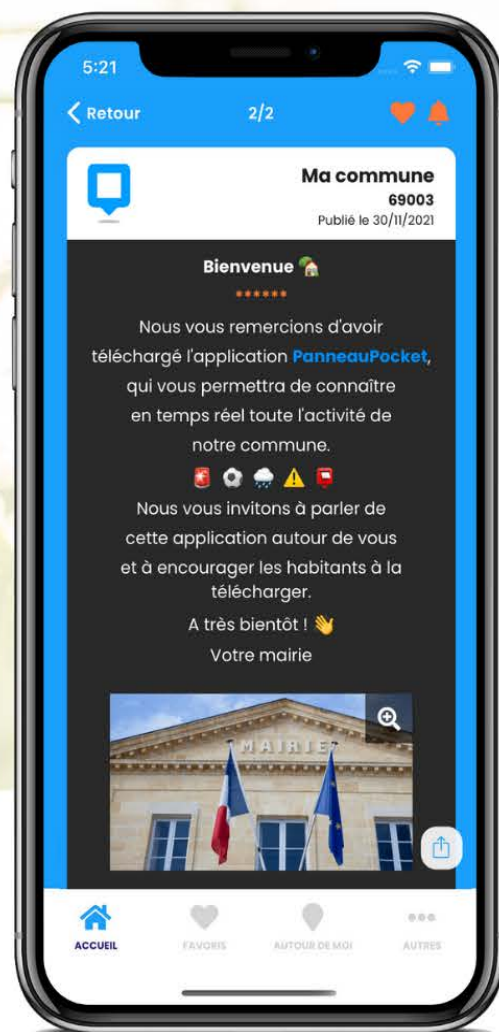 5:21
Retour
2/2
Ma commune
69003
Publié le 30/11/2021
Bienvenue
******
Nous vous remercions d'avoir
téléchargé l'application PanneauPocket,
qui vous permettra de connaître
en temps réel toute l'activité de
notre commune.
Nous vous invitons à parler de
cette application autour de vous
et à encourager les habitants à la
télécharger.
A très bientôt !
Votre mairie
MAIRIE
ACCUEIL
FAVORIS
AUTOUR DE MOI
AUTRES